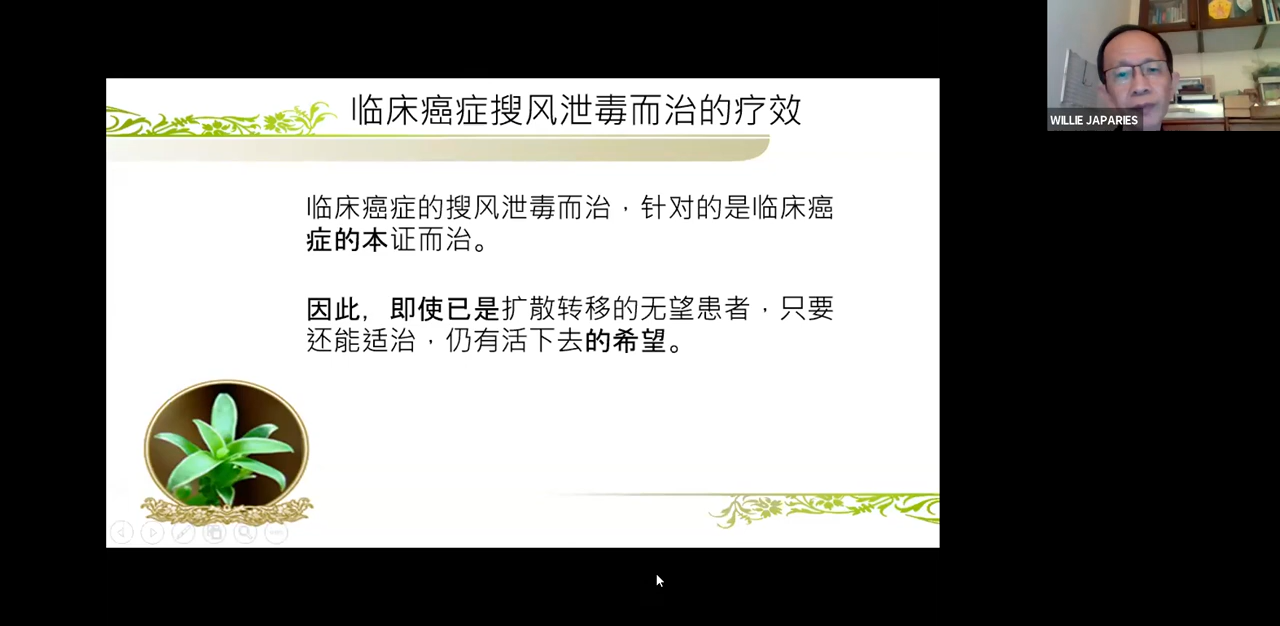 临床癌症搜风泄毒而治的疗效
WILLIE JAPARIES
临床癌症的搜风泄毒而治，针对的是临床癌
症的本证而治。
因此，即使已是扩散转移的无望患者，只要
还能适治，仍有活下去的希望。